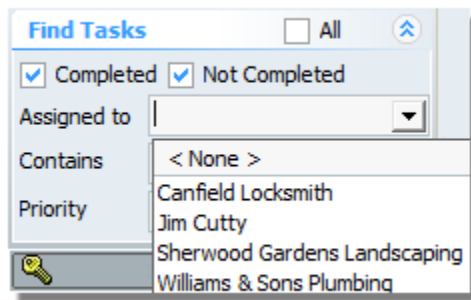 Find Tasks All
Completed Not Completed
Assigned to
Contains
Priority
< None >
Canfield Locksmith
Jim Cutty
Sherwood Gardens Landscaping
Williams & Sons Plumbing